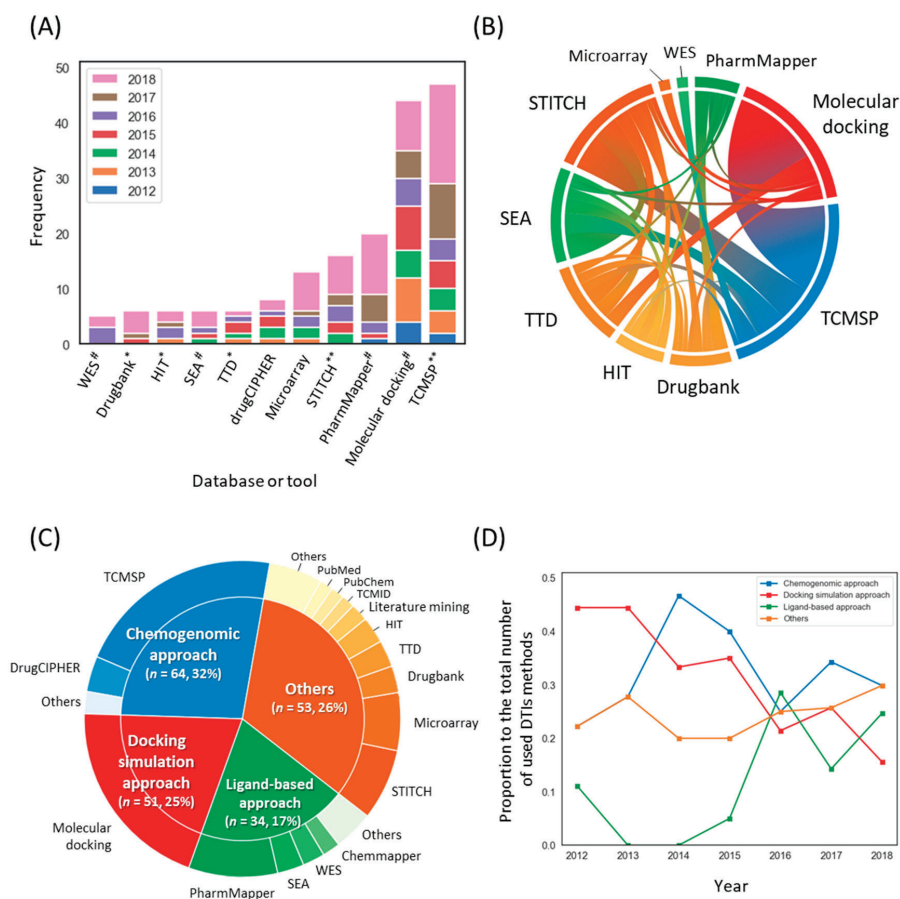 (A)
50
40
30
20
10
0
Frequency
2018
2017
2016
2015
2014
2013
2012
WES#
Drugbank*
HIT*
SEA#
TTD*
drugCIPHER
Microarray
STITCH**
PharmMapper#
Molecular docking#
TCMSP**
Database or tool
(B)
Microarray
WES
PharmMapper
STITCH
Molecular
docking
SEA
TTD
HIT
Drugbank
TCMSP
(C)
TCMSP
Others
PubMed
PubChem
TCMID
Literature mining
HIT
TTD
Drugbank
Microarray
STITCH
Chemogenomic
approach
(n = 64, 32%)
Others
(n = 53, 26%)
DrugCIPHER
Others
Docking
simulation
approach
(n = 51, 25%)
Ligand-based
approach
(n = 34, 17%)
Molecular
docking
Others
Chemmapper
WES
SEA
PharmMapper
(D)
0.5
0.4
0.3
0.2
0.1
0.0
Proportion to the total number
of used DTIs methods
Chemogenomic approach
Docking simulation approach
Ligand-based approach
Others
2012
2013
2014
2015
2016
2017
2018
Year